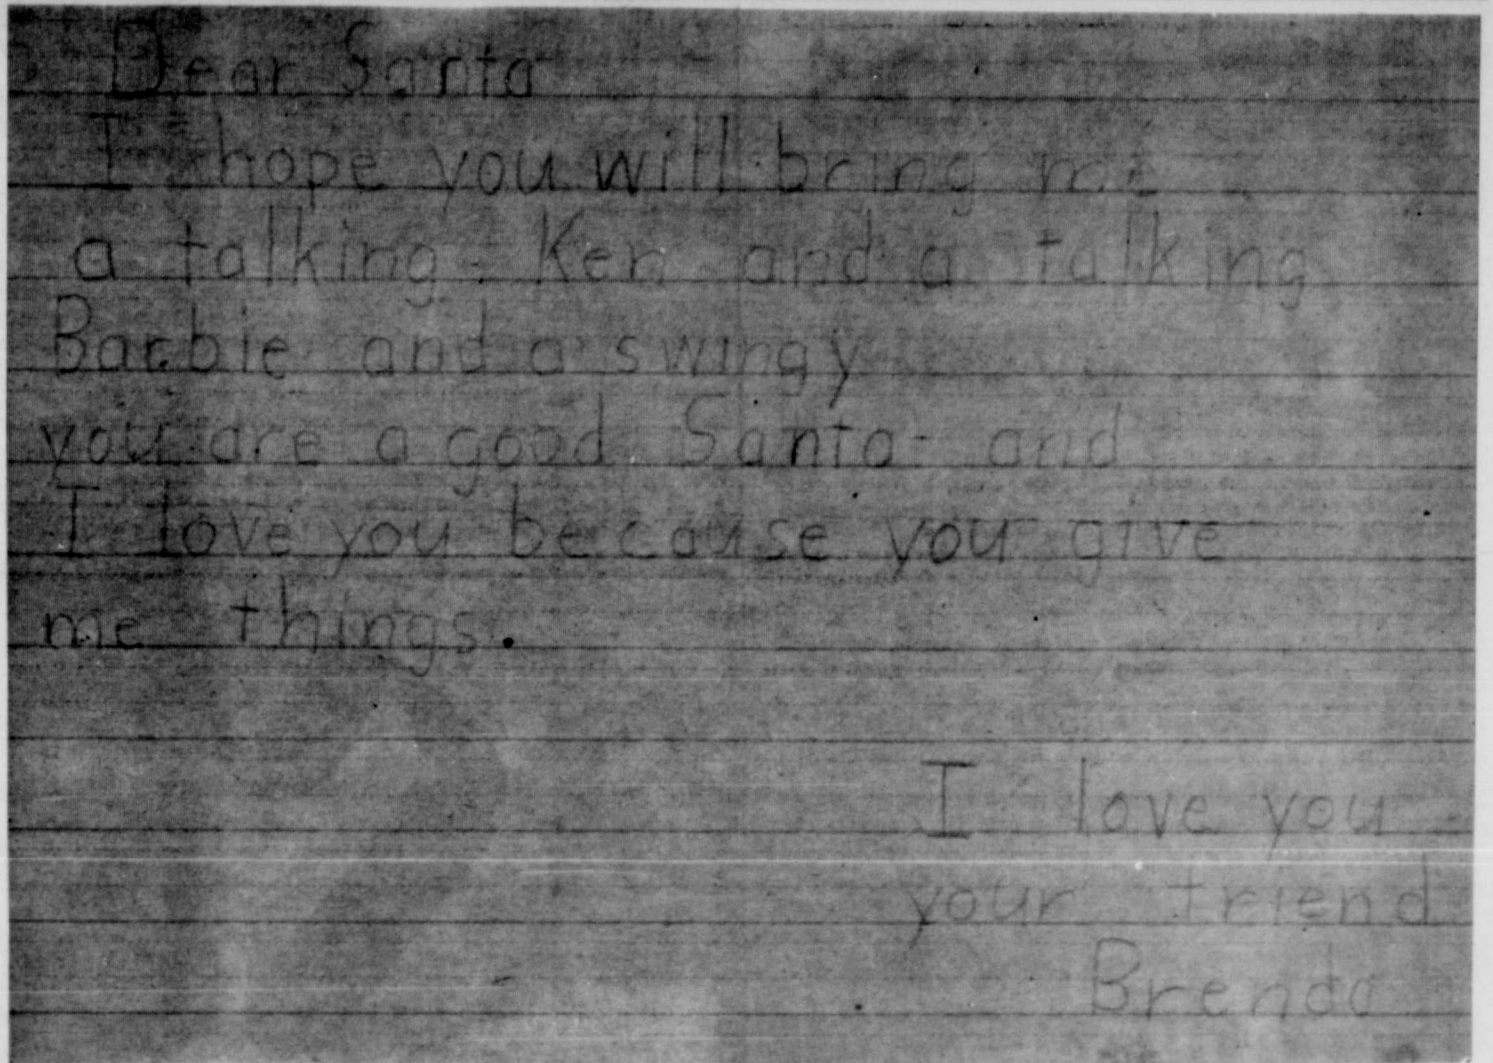 Dear Santa
I hope you will bring me
a talking Ken and a talking
Barbie and a swingy
you are a good Santa and
I love you because you give
me things.
I love you
your friend
Brenda